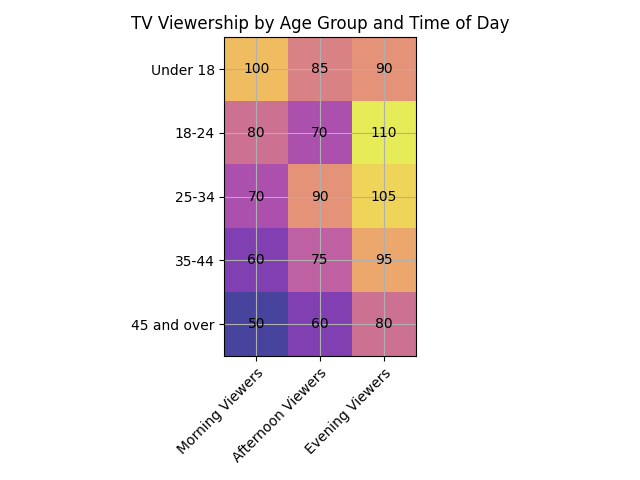 TV Viewership by Age Group and Time of Day
Under 18 100 85 90
18-24 80 70 110
25-34 70 90 105
35-44 60 75 95
45 and over 50 60 80
Morning Viewers
Afternoon Viewers
Evening Viewers